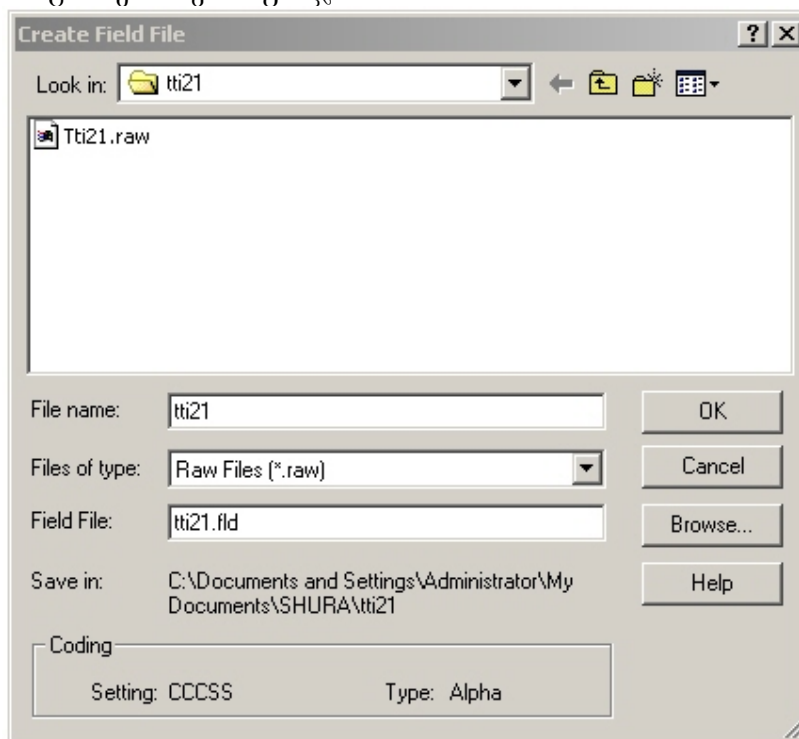 Create Field File
Look in: tti21
Tti21.raw
File name: tti21 OK
Files of type: Raw Files (*.raw) Cancel
Field File: tti21.fld Browse...
Save in: C:\Documents and Settings\Administrator\My Help
Documents\SHURA\tti21
Coding
Setting: CCCSS Type: Alpha